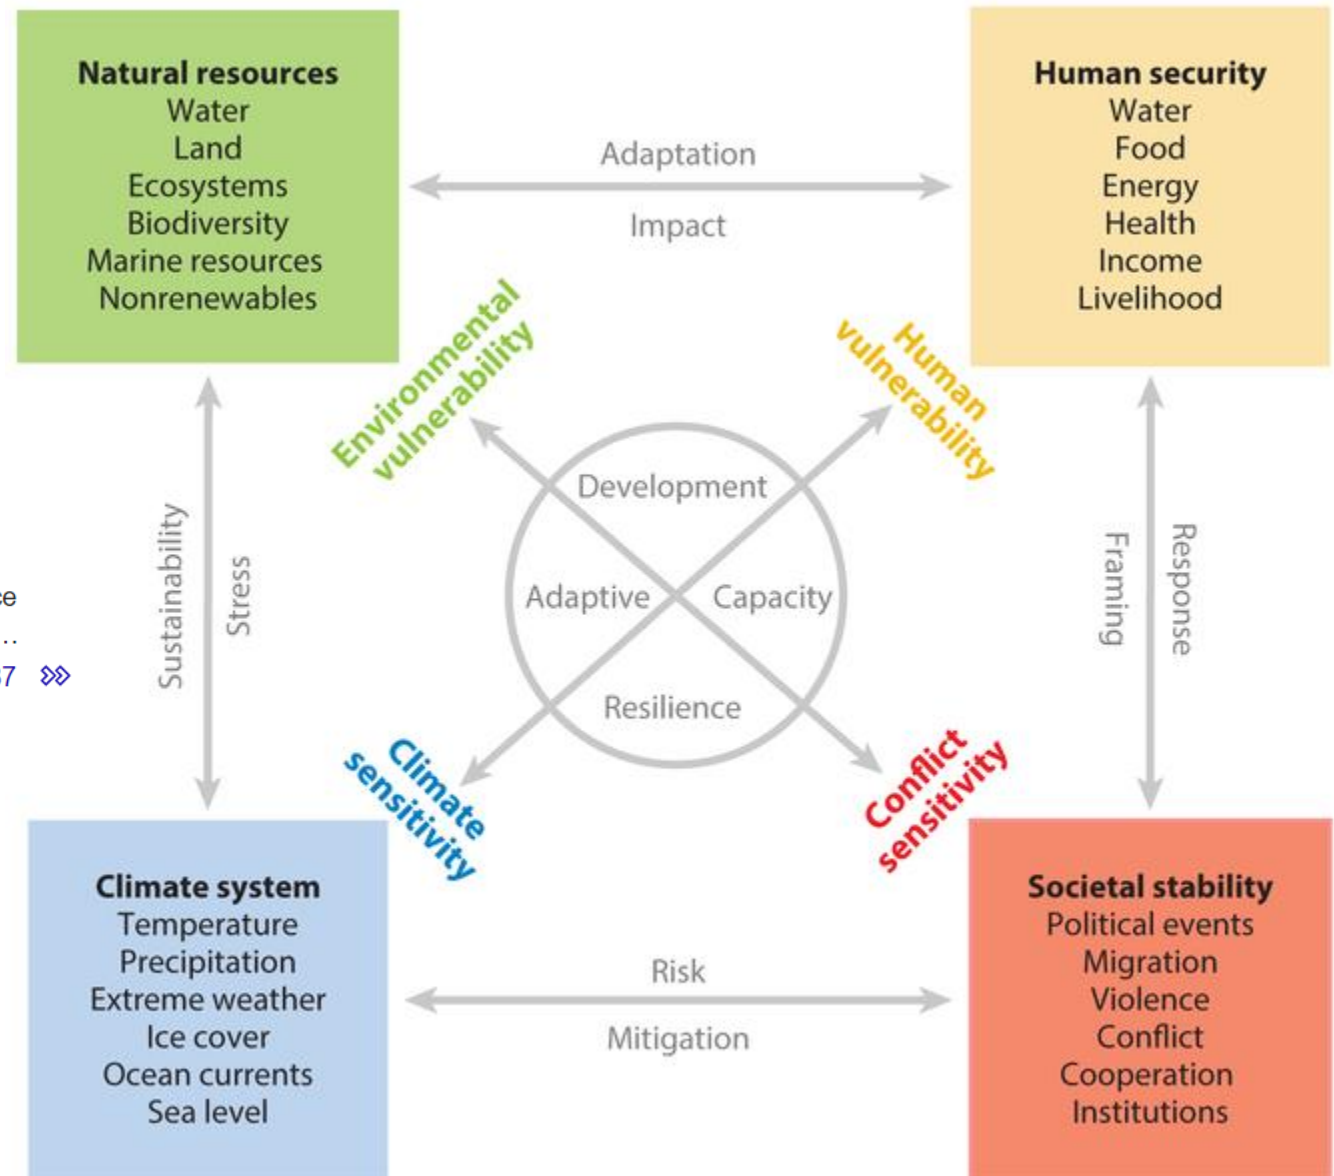 Natural resources
Water
Land
Ecosystems
Biodiversity
Marine resources
Nonrenewables
Adaptation
Impact
Human security
Water
Food
Energy
Health
Income
Livelihood
Environmental
vulnerability
Human
vulnerability
Sustainability
Stress
Development
Adaptive Capacity
Resilience
Framing
Response
ce
…
7
Climate
sensitivity
Conflict
sensitivity
Climate system
Temperature
Precipitation
Extreme weather
Ice cover
Ocean currents
Sea level
Risk
Mitigation
Societal stability
Political events
Migration
Violence
Conflict
Cooperation
Institutions